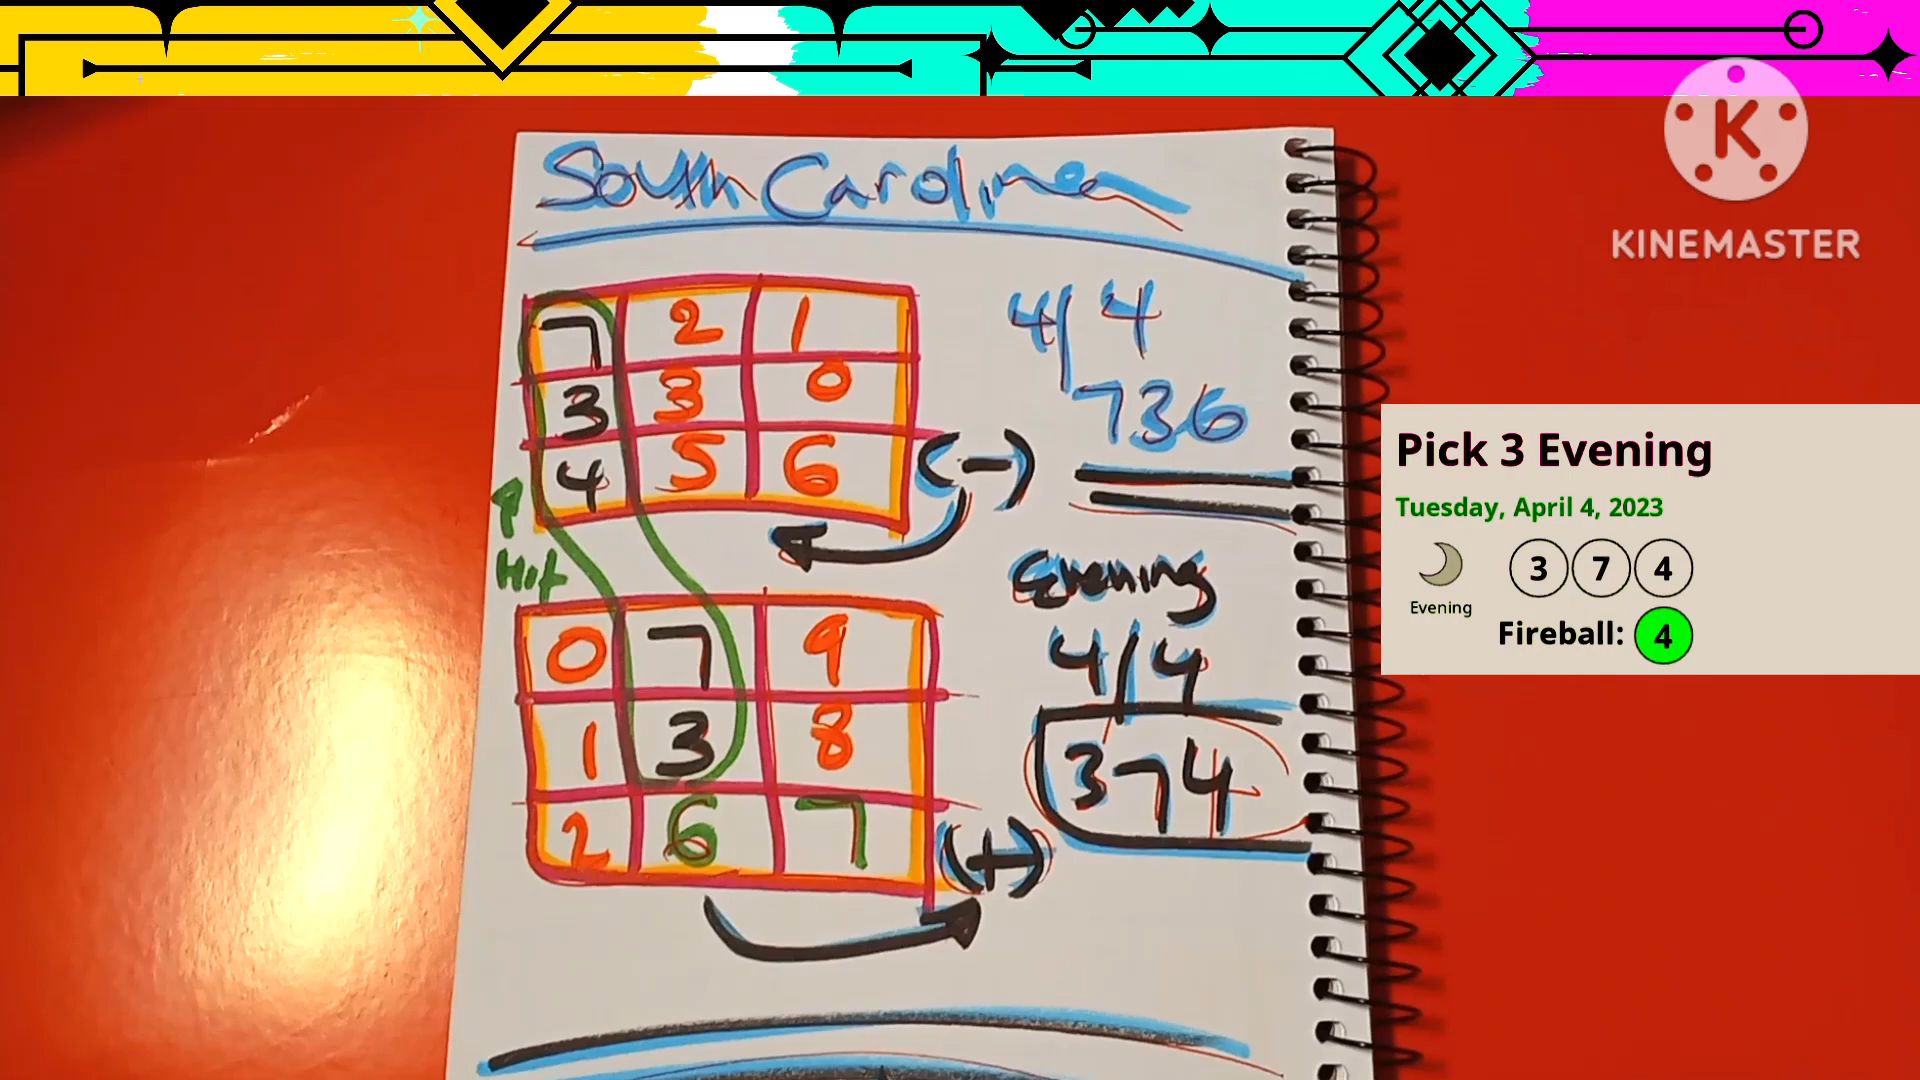 South Carolina
7 2 1
3 3 0
4 5 6
(-)
4/4
736
Hit
Evening
4/4
374
0 7 9
1 3 8
2 6 7
(+)
K
KINEMASTER
Pick 3 Evening
Tuesday, April 4, 2023
3 7 4
Evening
Fireball: 4